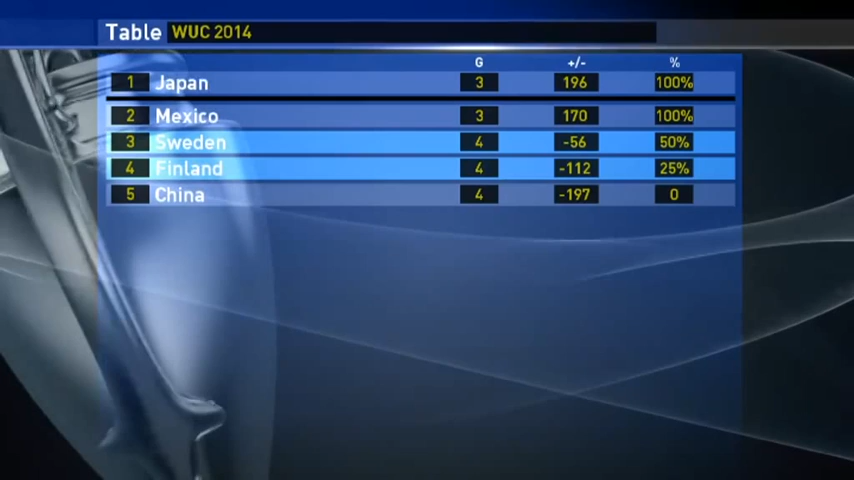 Table WUC 2014
G +/- %
1 Japan 3 196 100%
2 Mexico 3 170 100%
3 Sweden 4 -56 50%
4 Finland 4 -112 25%
5 China 4 -197 0